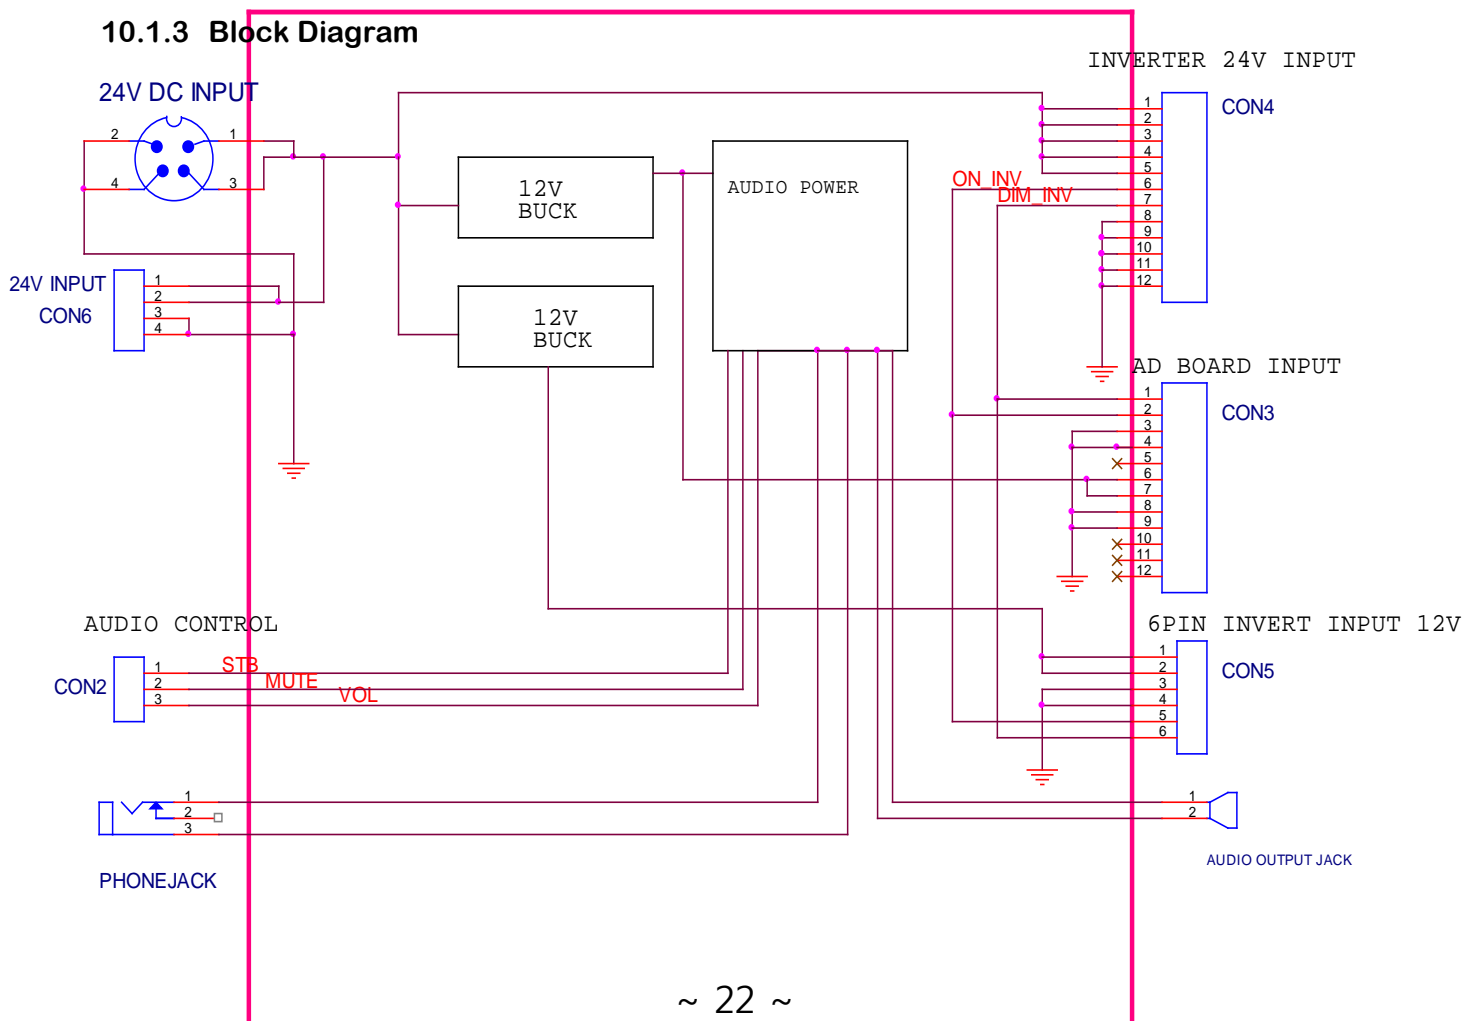 10.1.3 Block Diagram
INVERTER 24V INPUT
24V DC INPUT
CON4
1
2
3
4
5
6
7
8
9
10
11
12
ON_INV
DIM_INV
2
1
4
3
12V
BUCK
AUDIO POWER
24V INPUT
CON6
1
2
3
4
12V
BUCK
AD BOARD INPUT
CON3
1
2
3
4
5
6
7
8
9
10
11
12
AUDIO CONTROL
CON2
1
2
3
STB
MUTE
VOL
6PIN INVERT INPUT 12V
CON5
1
2
3
4
5
6
1
2
3
PHONEJACK
1
2
AUDIO OUTPUT JACK
~ 22 ~